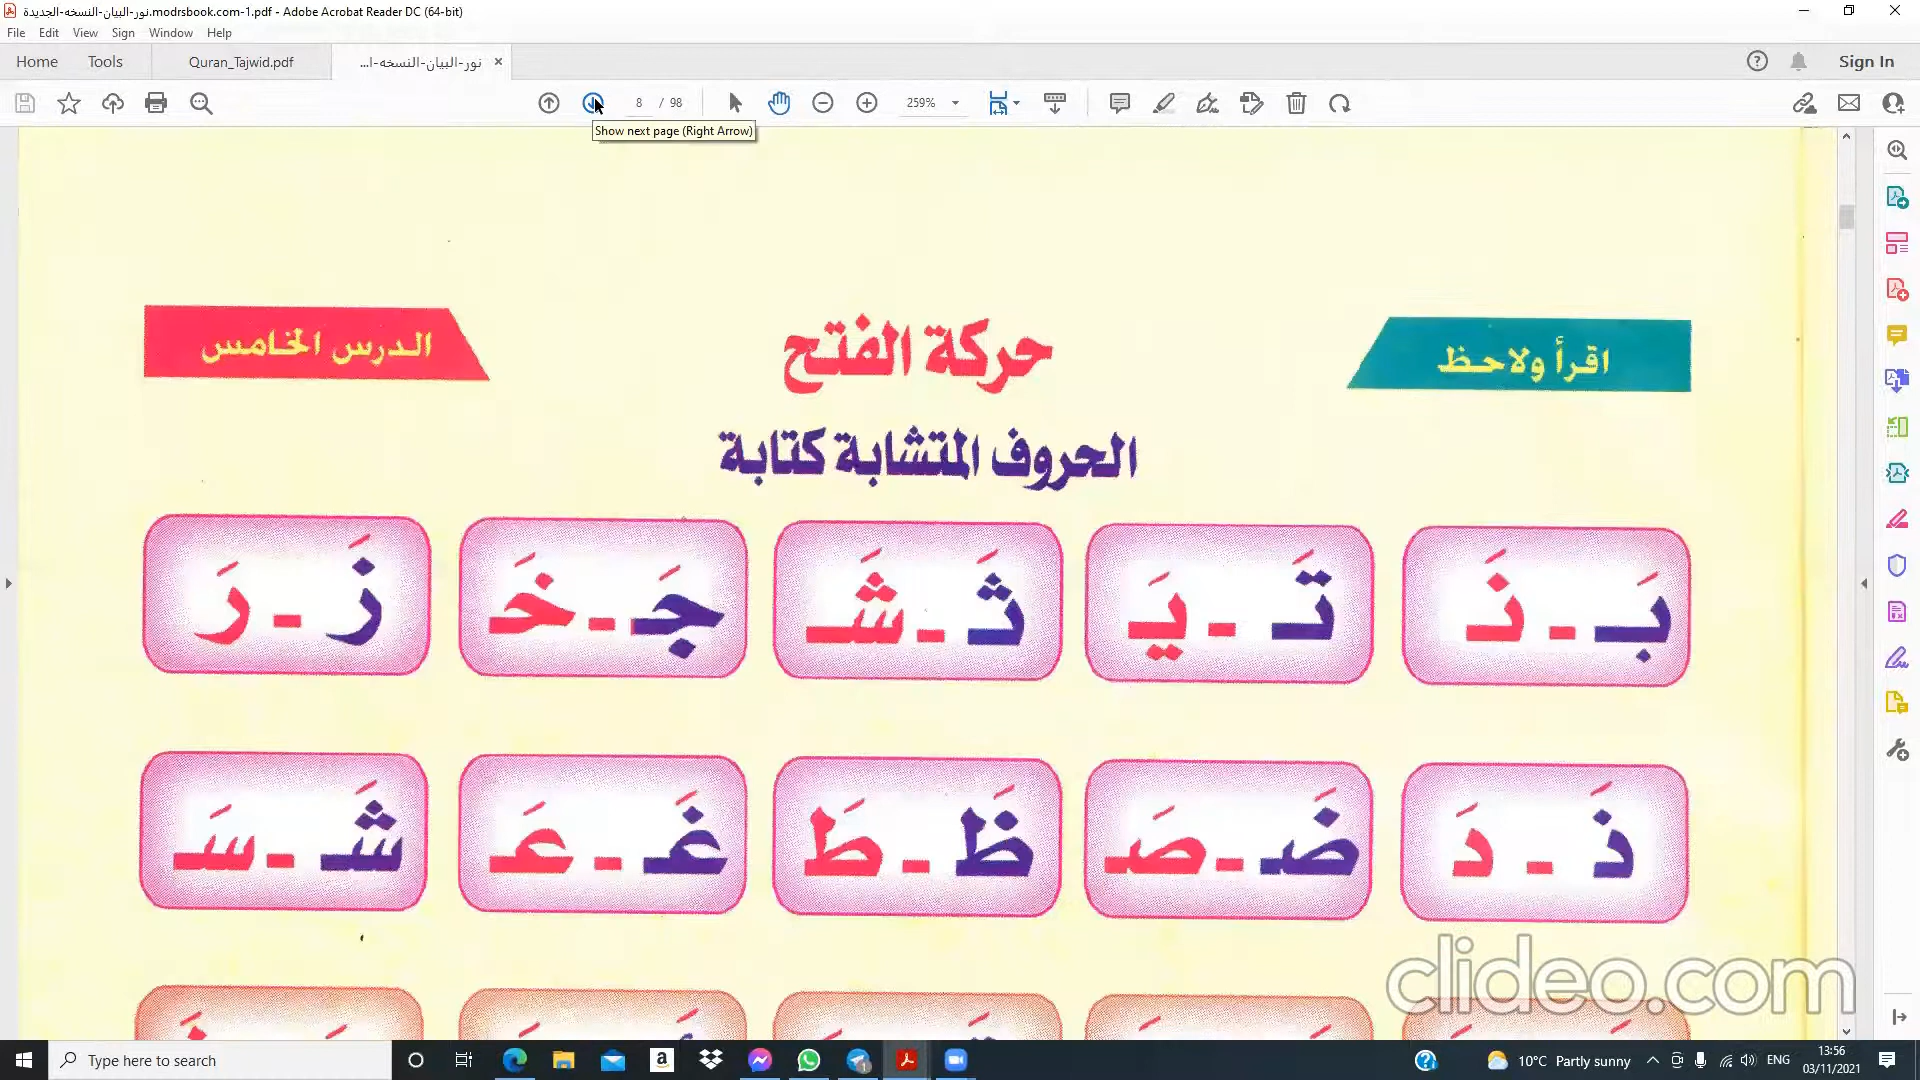 نور-البيان-النسخه-الجديدة.modrsbook.com-1.pdf - Adobe Acrobat Reader DC (64-bit)
File Edit View Sign Window Help
Home Tools Quran_Tajwid.pdf نور-البيان-النسخه-ا... × Sign In
8 / 98 259%
Show next page (Right Arrow)
اقرأ ولاحظ حركة الفتح الدرس الخامس
الحروف المتشابة كتابة
بَـ - نَـ تَـ - يَـ ثَـ - شَـ جَـ - خَـ زَ - رَ
ذَ - دَ ضَـ - صَـ ظَ - طَ غَـ - عَـ شَـ - سَـ
clideo.com
Type here to search 10°C Partly sunny ENG 13:56
03/11/2021